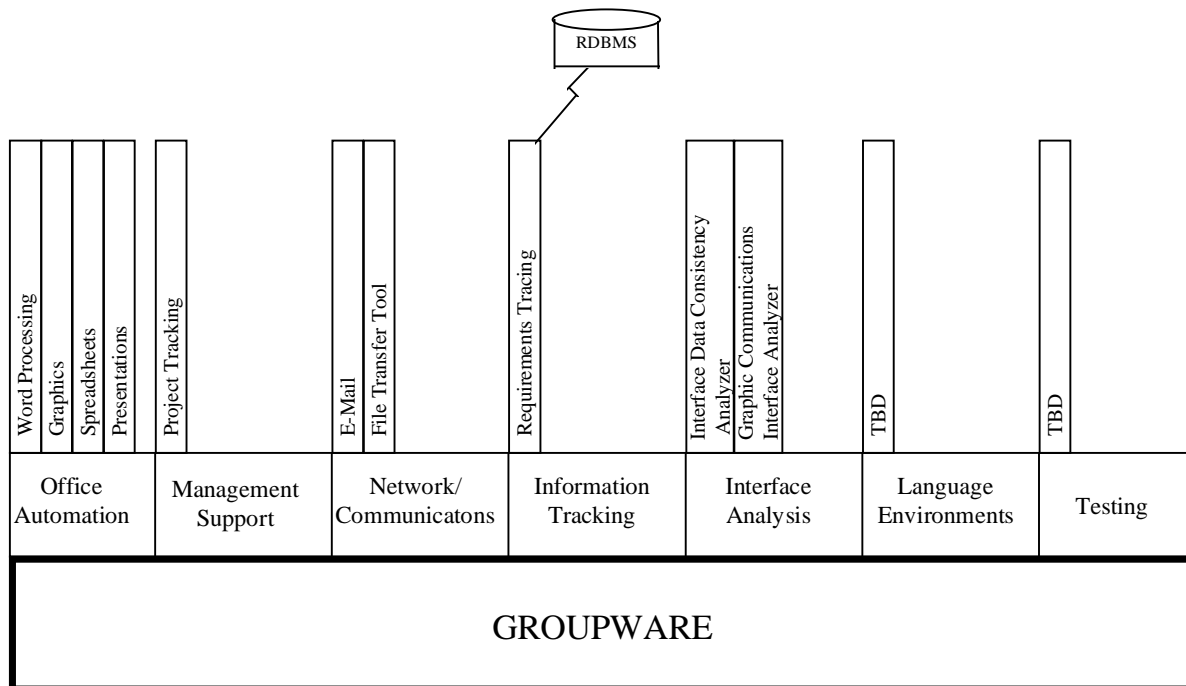 RDBMS
Word Processing
Graphics
Spreadsheets
Presentations
Project Tracking
E-Mail
File Transfer Tool
Requirements Tracing
Interface Data Consistency
Analyzer
Graphic Communications
Interface Analyzer
TBD
TBD
Office
Automation
Management
Support
Network/
Communicatons
Information
Tracking
Interface
Analysis
Language
Environments
Testing
GROUPWARE